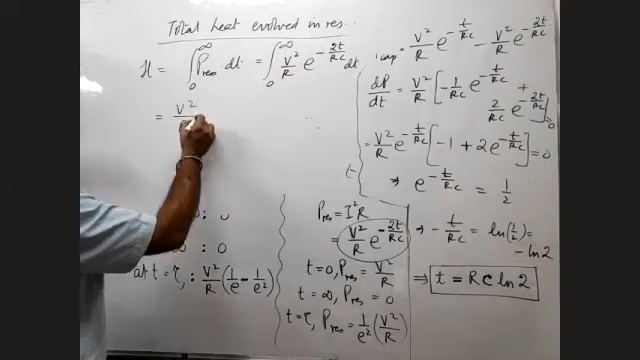 Total heat evolved in res.
H = ∫₀^∞ P_res · dt = ∫₀^∞ V²/R e^(-2t/RC) dt
= V²
: 0
: 0
at t = τ, : V²/R (1/e - 1/e²)
P_res = I²R
= V²/R e^(-2t/RC)
t=0, P_res = V²/R
t = ∞, P_res = 0
t = τ, P_res = 1/e² (V²/R)
P_cap = V²/R e^(-t/RC) - V²/R e^(-2t/RC)
dP/dt = V²/R [-1/RC e^(-t/RC) + 2/RC e^(-2t/RC)] = 0
= V²/R e^(-t/RC) [-1 + 2e^(-t/RC)] = 0
→ e^(-t/RC) = 1/2
→ -t/RC = ln(1/2) = -ln2
⇒ t = RC ln 2